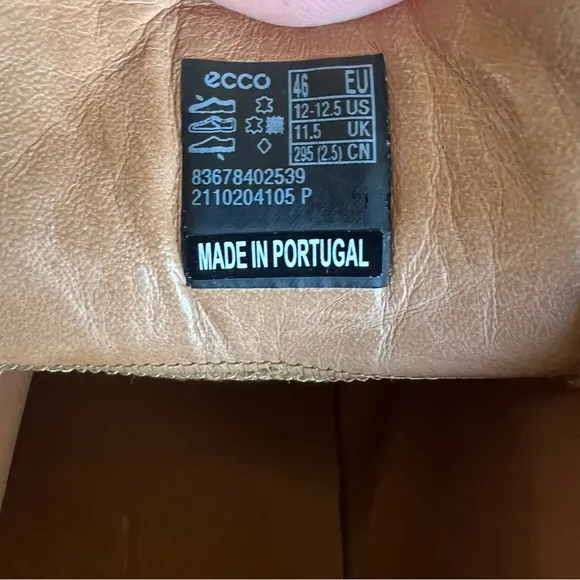 ecco
46 EU
12-12.5 US
11.5 UK
295 (2.5) CN
83678402539
2110204105 P
MADE IN PORTUGAL